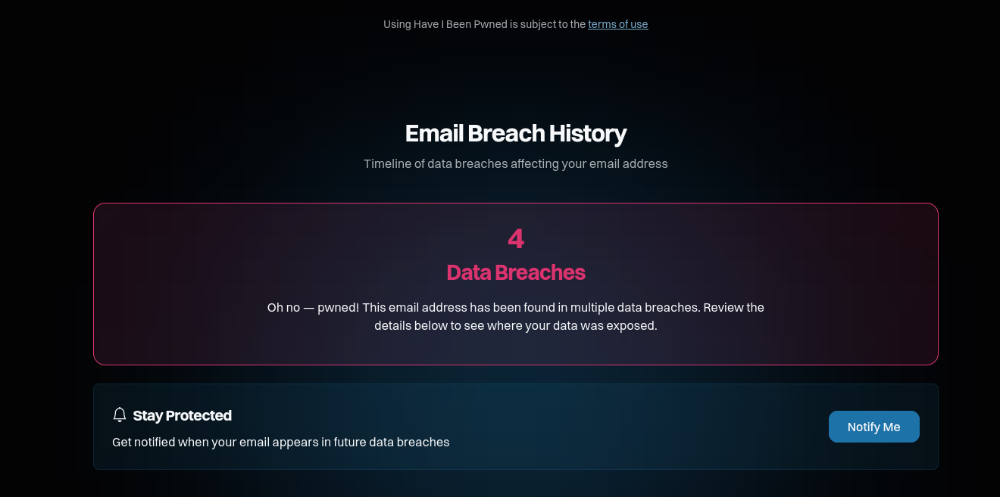 Using Have I Been Pwned is subject to the terms of use
Email Breach History
Timeline of data breaches affecting your email address
4
Data Breaches
Oh no — pwned! This email address has been found in multiple data breaches. Review the
details below to see where your data was exposed.
Stay Protected
Get notified when your email appears in future data breaches
Notify Me